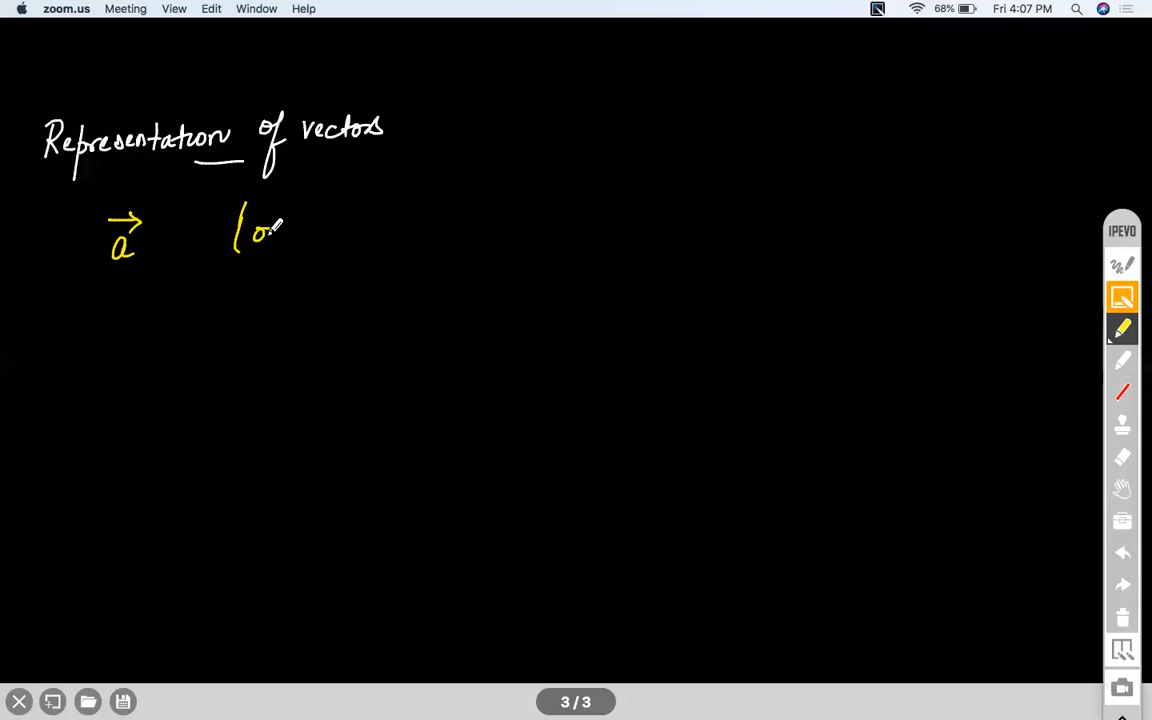 zoom.us Meeting View Edit Window Help 68% Fri 4:07 PM
Representation of vectors
→
a (o
IPEVO
3 / 3